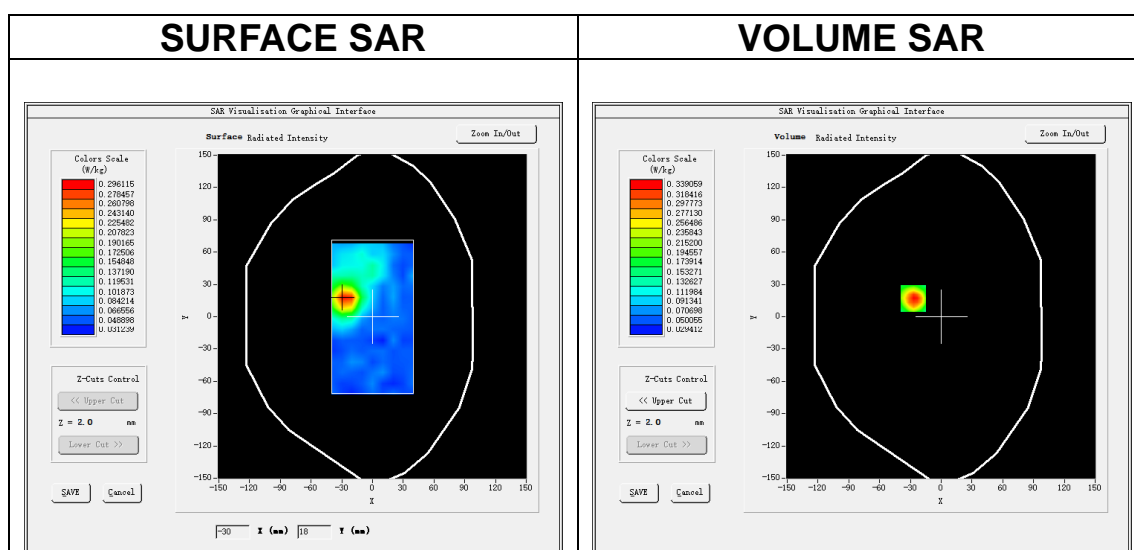 SURFACE SAR
VOLUME SAR
SAR Visualisation Graphical Interface
Surface Radiated Intensity
Zoom In/Out
Colors Scale
(W/kg)
0.296115
0.278457
0.260798
0.243140
0.225482
0.207823
0.190165
0.172506
0.154848
0.137190
0.119531
0.101873
0.084214
0.066556
0.048898
0.031239
150
120
90
60
30
0
-30
-60
-90
-120
-150
Y
-150 -120 -90 -60 -30 0 30 60 90 120 150
X
Z-Cuts Control
<< Upper Cut
Z = 2.0 mm
Lower Cut >>
SAVE Cancel
-30 X (mm) 18 Y (mm)
SAR Visualisation Graphical Interface
Volume Radiated Intensity
Zoom In/Out
Colors Scale
(W/kg)
0.339059
0.318416
0.297773
0.277130
0.256486
0.235843
0.215200
0.194557
0.173914
0.153271
0.132627
0.111984
0.091341
0.070698
0.050055
0.029412
150
120
90
60
30
0
-30
-60
-90
-120
-150
Y
-150 -120 -90 -60 -30 0 30 60 90 120 150
X
Z-Cuts Control
<< Upper Cut
Z = 2.0 mm
Lower Cut >>
SAVE Cancel